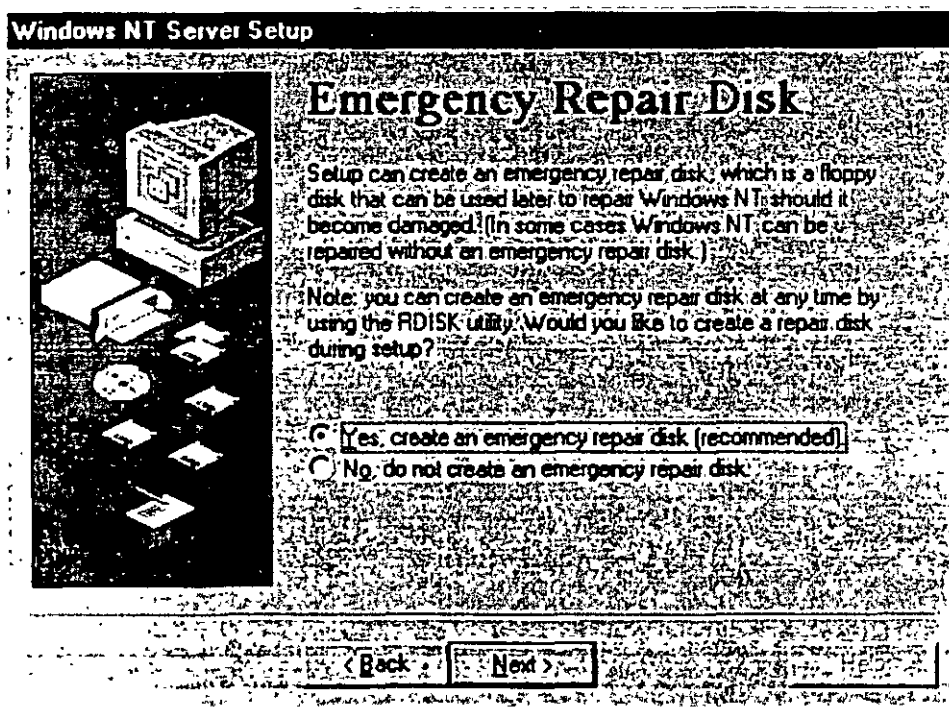 Windows NT Server Setup
Emergency Repair Disk
Setup can create an emergency repair disk, which is a floppy
disk that can be used later to repair Windows NT should it
become damaged. (In some cases Windows NT can be
repaired without an emergency repair disk.)
Note: you can create an emergency repair disk at any time by
using the RDISK utility. Would you like to create a repair disk
during setup?
Yes, create an emergency repair disk (recommended).
No, do not create an emergency repair disk.
< Back
Next >